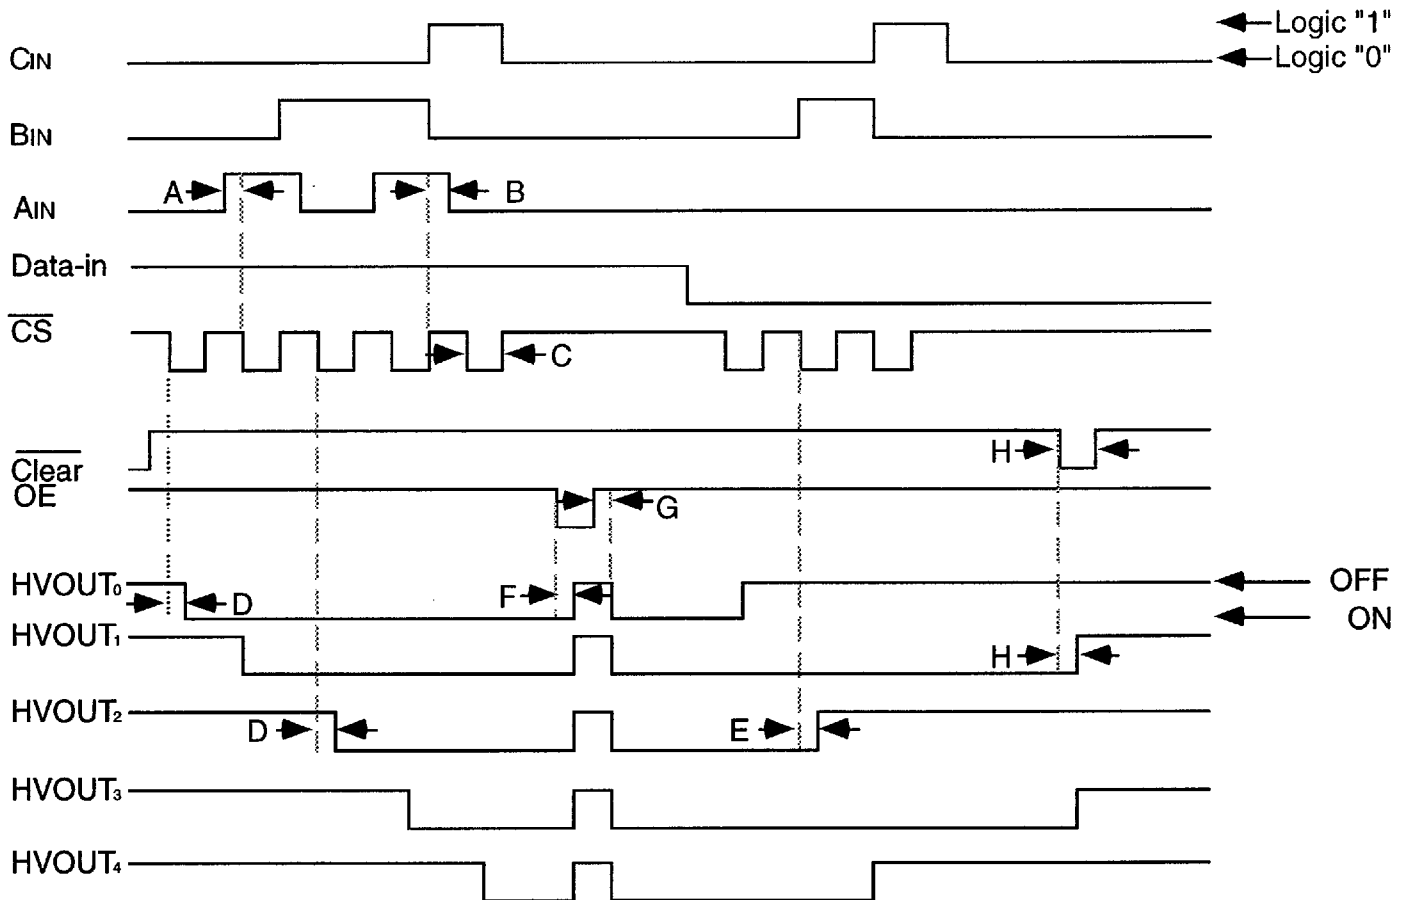 CIN
Logic "1"
Logic "0"
BIN
A
B
AIN
Data-in
CS
C
Clear
H
OE
G
HVOUT0
D
F
OFF
ON
HVOUT1
H
HVOUT2
D
E
HVOUT3
HVOUT4